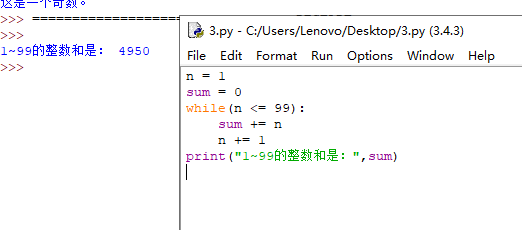 这是一个奇数。
>>> ================================
>>>
1~99的整数和是： 4950
>>>
3.py - C:/Users/Lenovo/Desktop/3.py (3.4.3)
File Edit Format Run Options Window Help
n = 1
sum = 0
while(n <= 99):
    sum += n
    n += 1
print("1~99的整数和是：",sum)